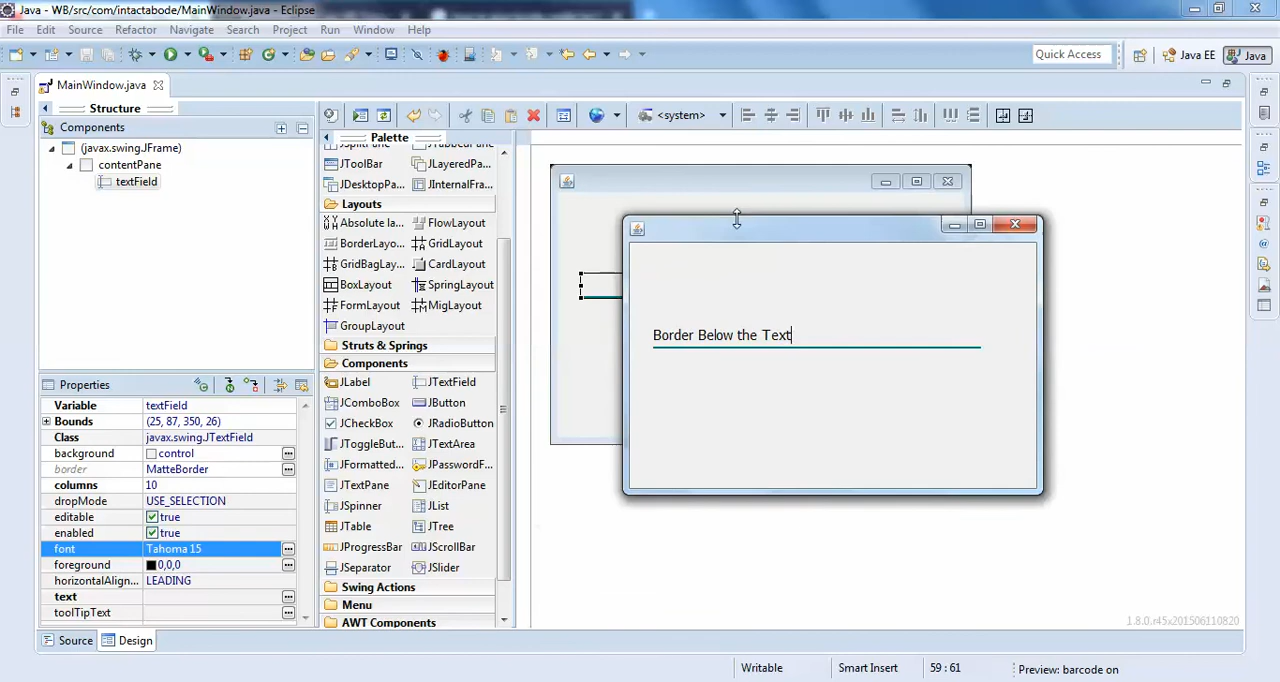 Java - WB/src/com/intactabode/MainWindow.java - Eclipse
File Edit Source Refactor Navigate Search Project Run Window Help
Quick Access Java EE Java
MainWindow.java
Structure
<system>
Components
Palette
(javax.swing.JFrame)
contentPane
textField
JToolBar JLayeredPa...
JDesktopPa... JInternalFra...
Layouts
Absolute la... FlowLayout
BorderLayo... GridLayout
GridBagLay... CardLayout
BoxLayout SpringLayout
FormLayout MigLayout
GroupLayout
Struts & Springs
Components
JLabel JTextField
JComboBox JButton
JCheckBox JRadioButton
JToggleBut... JTextArea
JFormatted... JPasswordF...
JTextPane JEditorPane
JSpinner JList
JTable JTree
JProgressBar JScrollBar
JSeparator JSlider
Swing Actions
Menu
AWT Components
Border Below the Text
Properties
Variable textField
Bounds (25, 87, 350, 26)
Class javax.swing.JTextField
background control
border MatteBorder
columns 10
dropMode USE_SELECTION
editable true
enabled true
font Tahoma 15
foreground 0,0,0
horizontalAlign... LEADING
text
toolTipText
1.8.0.r45x201506110820
Source Design
Writable Smart Insert 59 : 61 Preview: barcode on